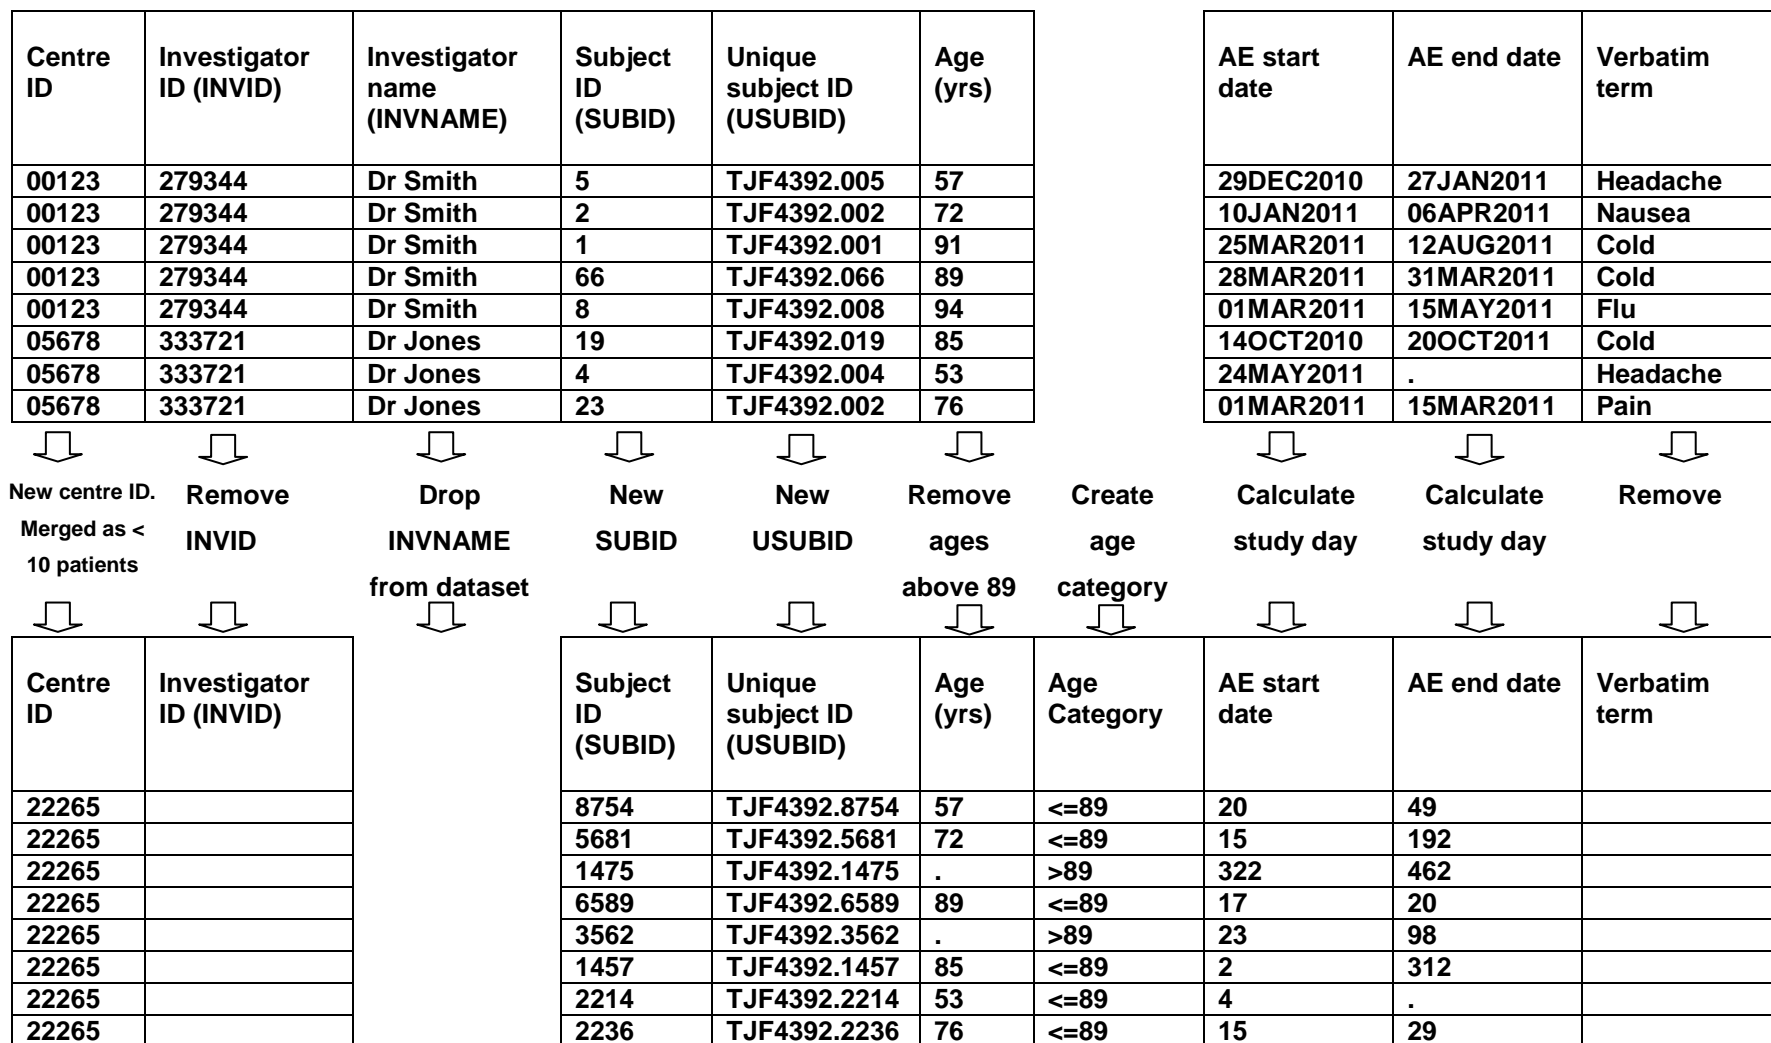 Centre ID | Investigator ID (INVID) | Investigator name (INVNAME) | Subject ID (SUBID) | Unique subject ID (USUBID) | Age (yrs) | AE start date | AE end date | Verbatim term
00123 | 279344 | Dr Smith | 5 | TJF4392.005 | 57 | 29DEC2010 | 27JAN2011 | Headache
00123 | 279344 | Dr Smith | 2 | TJF4392.002 | 72 | 10JAN2011 | 06APR2011 | Nausea
00123 | 279344 | Dr Smith | 1 | TJF4392.001 | 91 | 25MAR2011 | 12AUG2011 | Cold
00123 | 279344 | Dr Smith | 66 | TJF4392.066 | 89 | 28MAR2011 | 31MAR2011 | Cold
00123 | 279344 | Dr Smith | 8 | TJF4392.008 | 94 | 01MAR2011 | 15MAY2011 | Flu
05678 | 333721 | Dr Jones | 19 | TJF4392.019 | 85 | 14OCT2010 | 20OCT2011 | Cold
05678 | 333721 | Dr Jones | 4 | TJF4392.004 | 53 | 24MAY2011 | . | Headache
05678 | 333721 | Dr Jones | 23 | TJF4392.002 | 76 | 01MAR2011 | 15MAR2011 | Pain
New centre ID. Merged as < 10 patients | Remove INVID | Drop INVNAME from dataset | New SUBID | New USUBID | Remove ages above 89 | Create age category | Calculate study day | Calculate study day | Remove
Centre ID | Investigator ID (INVID) | Subject ID (SUBID) | Unique subject ID (USUBID) | Age (yrs) | Age Category | AE start date | AE end date | Verbatim term
22265 | 8754 | TJF4392.8754 | 57 | <=89 | 20 | 49
22265 | 5681 | TJF4392.5681 | 72 | <=89 | 15 | 192
22265 | 1475 | TJF4392.1475 | . | >89 | 322 | 462
22265 | 6589 | TJF4392.6589 | 89 | <=89 | 17 | 20
22265 | 3562 | TJF4392.3562 | . | >89 | 23 | 98
22265 | 1457 | TJF4392.1457 | 85 | <=89 | 2 | 312
22265 | 2214 | TJF4392.2214 | 53 | <=89 | 4 | .
22265 | 2236 | TJF4392.2236 | 76 | <=89 | 15 | 29